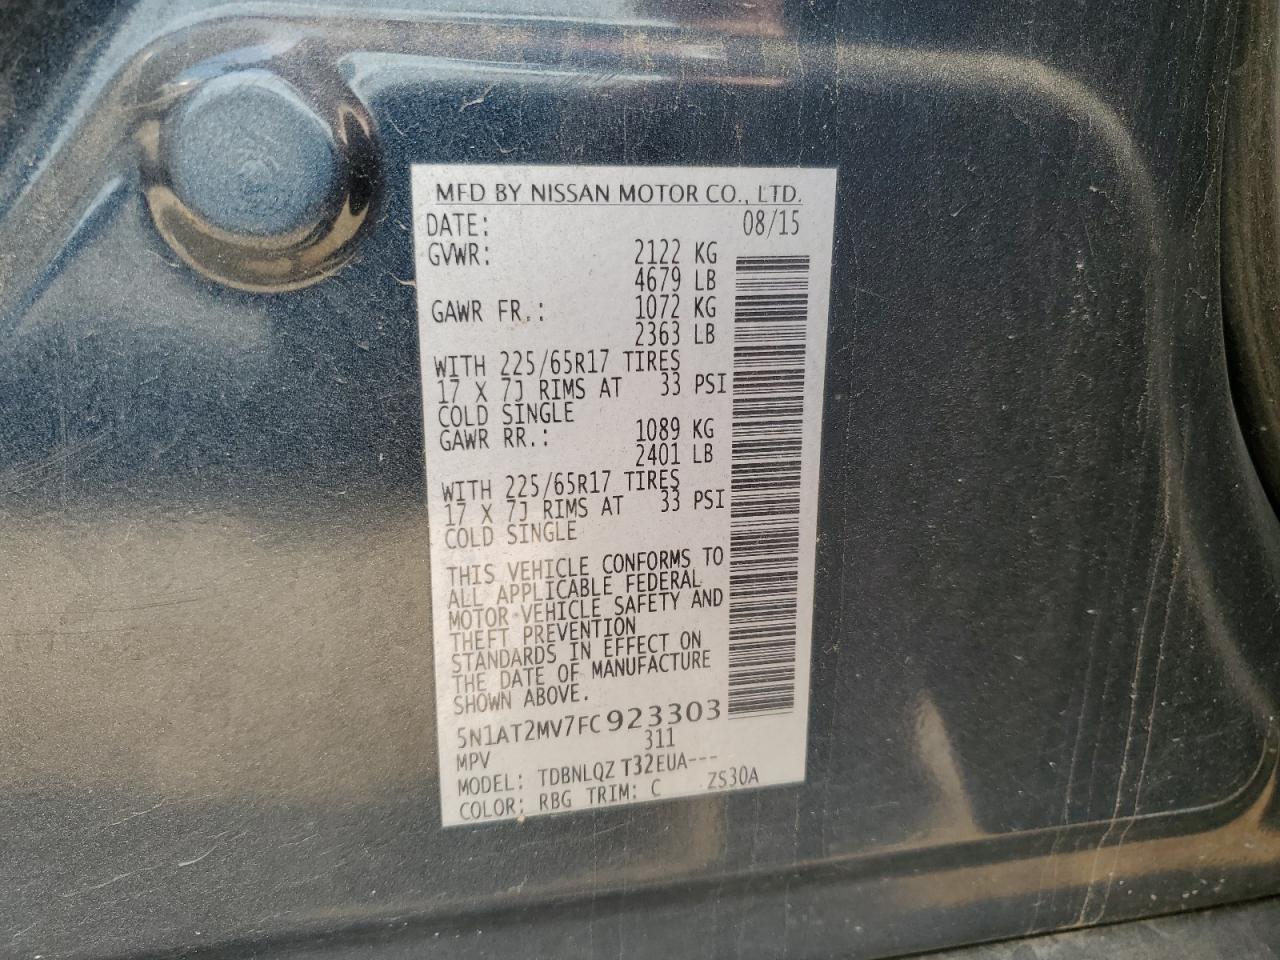 MFD BY NISSAN MOTOR CO., LTD.
DATE: 08/15
GVWR: 2122 KG
4679 LB
GAWR FR.: 1072 KG
2363 LB
WITH 225/65R17 TIRES
17 X 7J RIMS AT 33 PSI
COLD SINGLE
GAWR RR.: 1089 KG
2401 LB
WITH 225/65R17 TIRES
17 X 7J RIMS AT 33 PSI
COLD SINGLE
THIS VEHICLE CONFORMS TO
ALL APPLICABLE FEDERAL
MOTOR VEHICLE SAFETY AND
THEFT PREVENTION
STANDARDS IN EFFECT ON
THE DATE OF MANUFACTURE
SHOWN ABOVE.
5N1AT2MV7FC923303
MPV 311
MODEL: TDBNLQZ T32EUA---
COLOR: RBG TRIM: C ZS30A